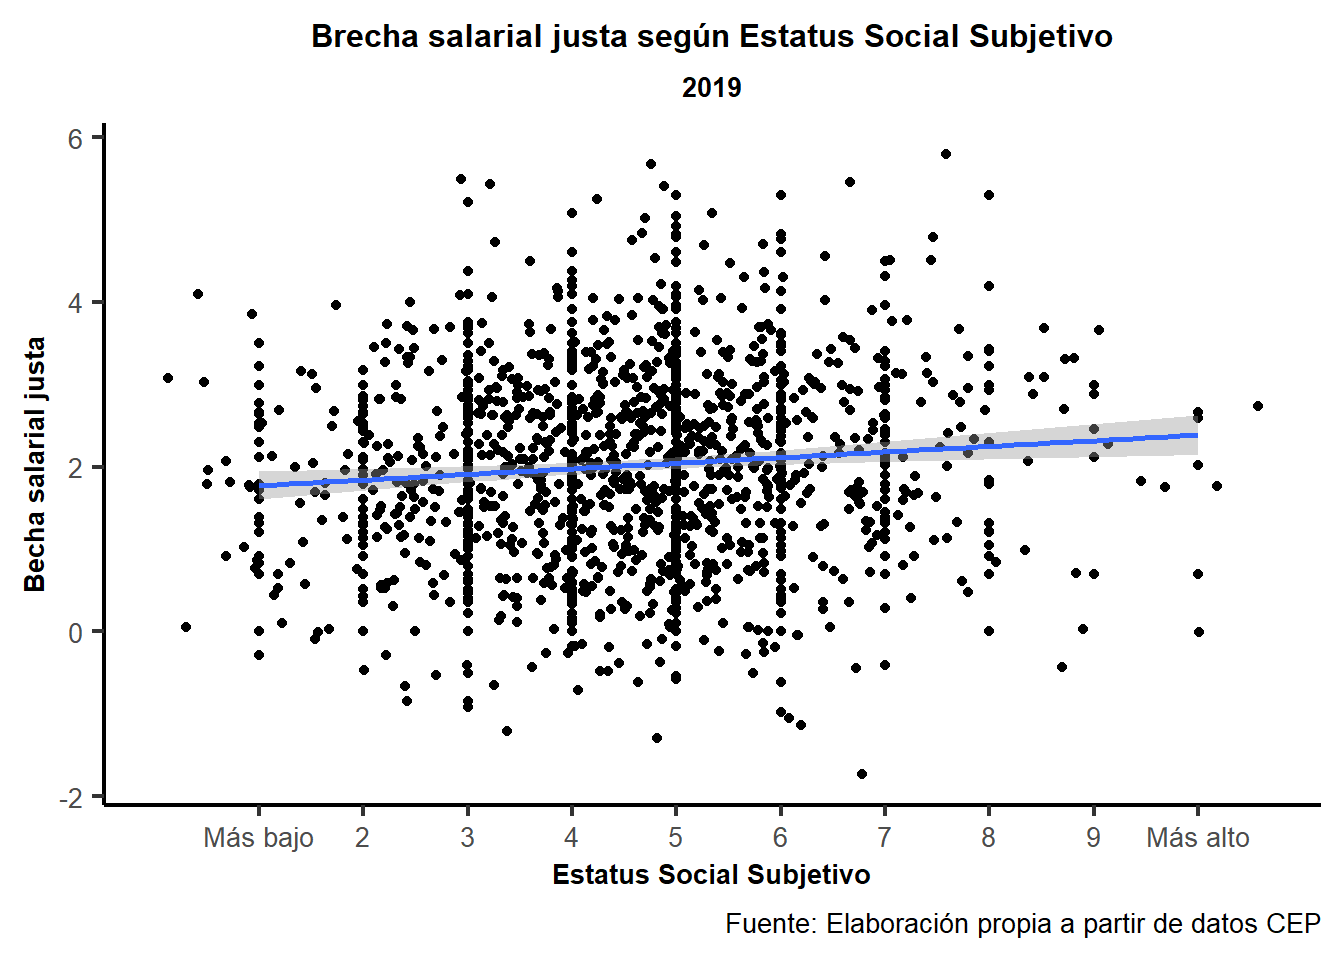 Brecha salarial justa según Estatus Social Subjetivo
2019
Becha salarial justa
6
4
2
0
-2
Más bajo 2 3 4 5 6 7 8 9 Más alto
Estatus Social Subjetivo
Fuente: Elaboración propia a partir de datos CEP